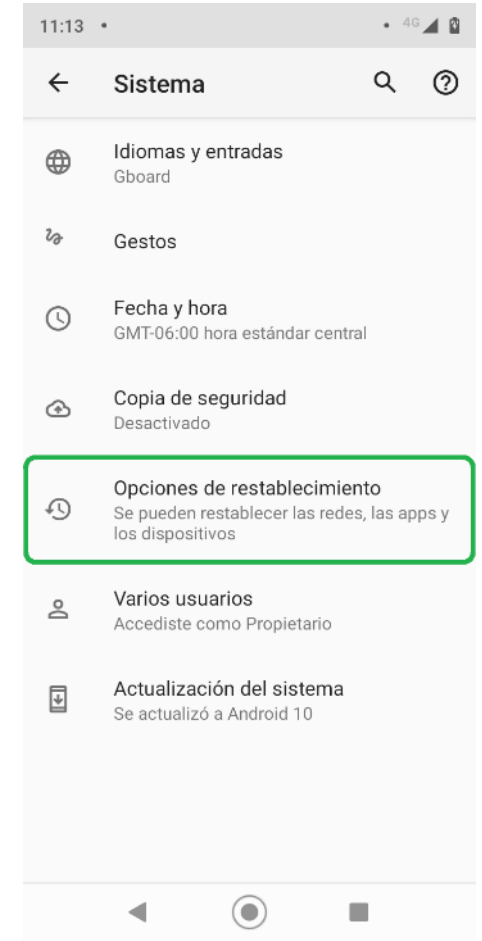 11:13
4G
Sistema
Idiomas y entradas
Gboard
Gestos
Fecha y hora
GMT-06:00 hora estándar central
Copia de seguridad
Desactivado
Opciones de restablecimiento
Se pueden restablecer las redes, las apps y
los dispositivos
Varios usuarios
Accediste como Propietario
Actualización del sistema
Se actualizó a Android 10